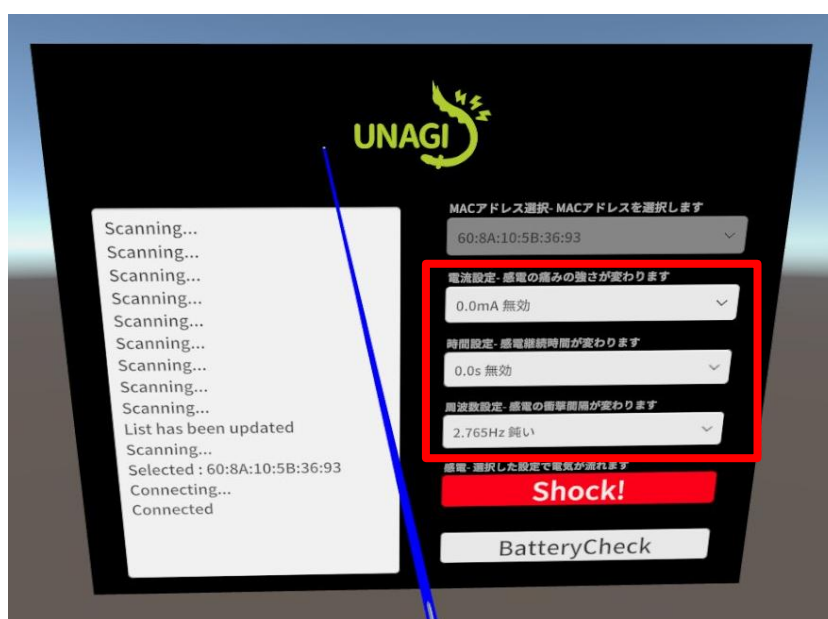 UNAGI
Scanning...
Scanning...
Scanning...
Scanning...
Scanning...
Scanning...
Scanning...
Scanning...
Scanning...
List has been updated
Scanning...
Selected : 60:8A:10:5B:36:93
Connecting...
Connected
MACアドレス選択- MACアドレスを選択します
60:8A:10:5B:36:93
電流設定- 感電の痛みの強さが変わります
0.0mA 無効
時間設定- 感電継続時間が変わります
0.0s 無効
周波数設定- 感電の衝撃間隔が変わります
2.765Hz 鈍い
感電- 選択した設定で電気が流れます
Shock!
BatteryCheck